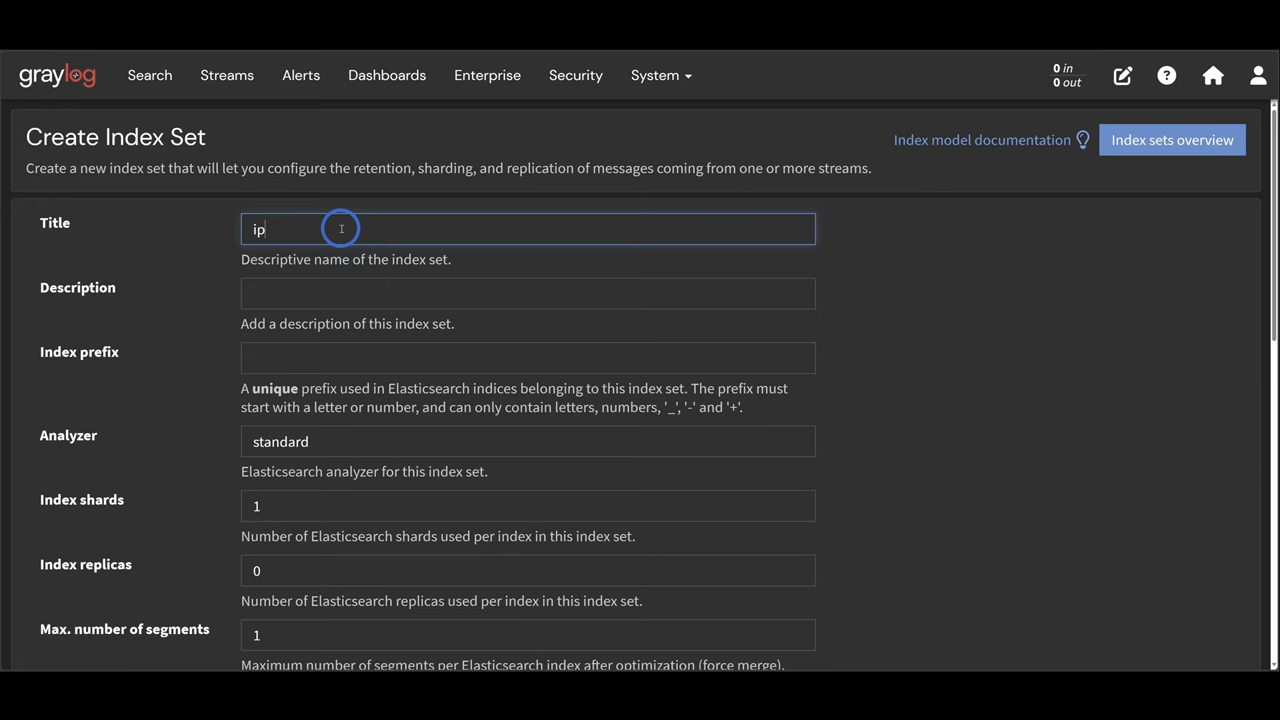 graylog Search Streams Alerts Dashboards Enterprise Security System 0 in
0 out
Create Index Set
Index model documentation Index sets overview
Create a new index set that will let you configure the retention, sharding, and replication of messages coming from one or more streams.
Title
ip
Descriptive name of the index set.
Description
Add a description of this index set.
Index prefix
A unique prefix used in Elasticsearch indices belonging to this index set. The prefix must
start with a letter or number, and can only contain letters, numbers, '_', '-' and '+'.
Analyzer
standard
Elasticsearch analyzer for this index set.
Index shards
1
Number of Elasticsearch shards used per index in this index set.
Index replicas
0
Number of Elasticsearch replicas used per index in this index set.
Max. number of segments
1
Maximum number of segments per Elasticsearch index after optimization (force merge).